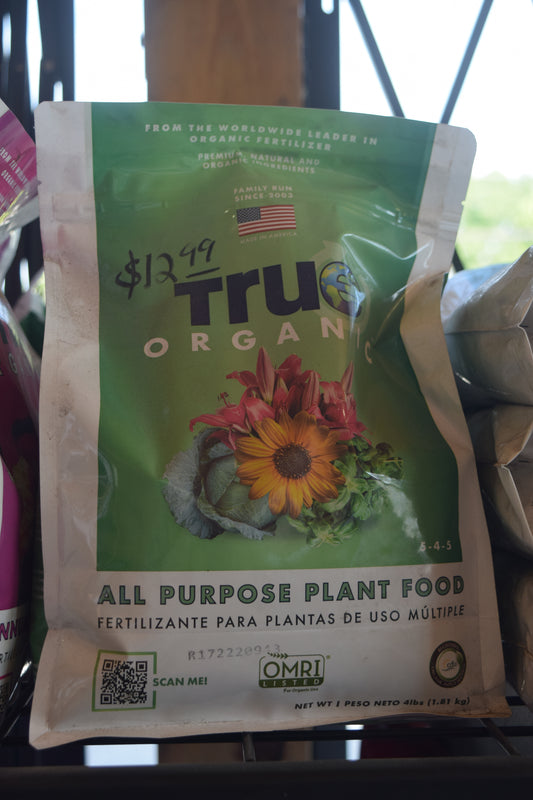 FROM THE WORLDWIDE LEADER IN
ORGANIC FERTILIZER
PREMIUM, NATURAL AND
ORGANIC INGREDIENTS
FAMILY RUN
SINCE 2003
MADE IN AMERICA
$12.99
True
ORGANIC
5-4-5
ALL PURPOSE PLANT FOOD
FERTILIZANTE PARA PLANTAS DE USO MÚLTIPLE
R172220943
SCAN ME!
OMRI
LISTED
For Organic Use
NET WT | PESO NETO 4lbs (1.81 kg)